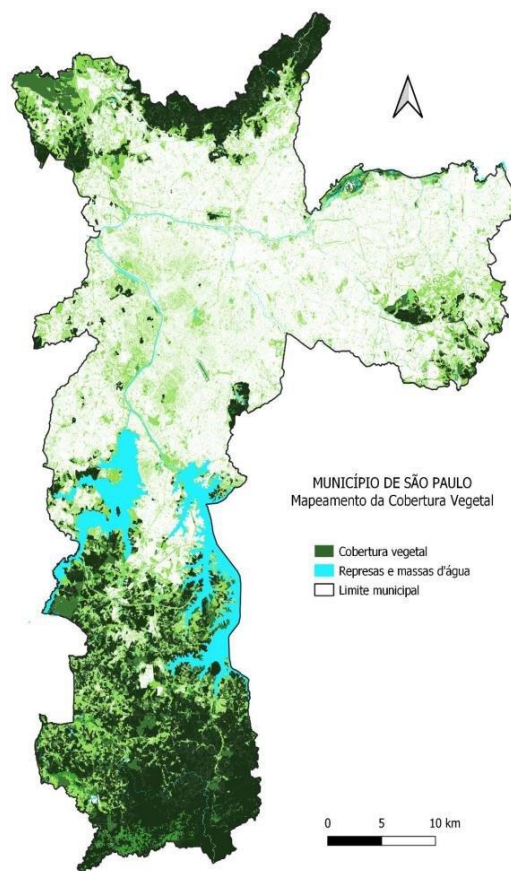 MUNICÍPIO DE SÃO PAULO
Mapeamento da Cobertura Vegetal
Cobertura vegetal
Represas e massas d'água
Limite municipal
0 5 10 km